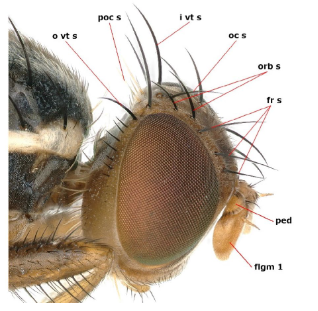 poc s
i vt s
o vt s
oc s
orb s
fr s
ped
flgm 1